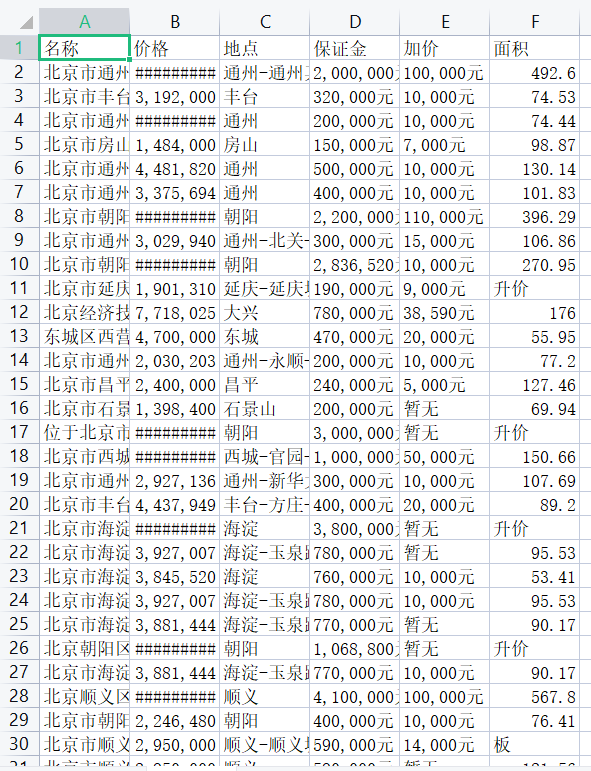 A B C D E F
1 名称 价格 地点 保证金 加价 面积
2 北京市通州 ######### 通州-通州 2,000,000 100,000元 492.6
3 北京市丰台 3,192,000 丰台 320,000元 10,000元 74.53
4 北京市通州 ######### 通州 200,000元 10,000元 74.44
5 北京市房山 1,484,000 房山 150,000元 7,000元 98.87
6 北京市通州 4,481,820 通州 500,000元 10,000元 130.14
7 北京市通州 3,375,694 通州 400,000元 10,000元 101.83
8 北京市朝阳 ######### 朝阳 2,200,000 110,000元 396.29
9 北京市通州 3,029,940 通州-北关- 300,000元 15,000元 106.86
10 北京市朝阳 ######### 朝阳 2,836,520 10,000元 270.95
11 北京市延庆 1,901,310 延庆-延庆 190,000元 9,000元 升价
12 北京经济技 7,718,025 大兴 780,000元 38,590元 176
13 东城区西营 4,700,000 东城 470,000元 20,000元 55.95
14 北京市通州 2,030,203 通州-永顺- 200,000元 10,000元 77.2
15 北京市昌平 2,400,000 昌平 240,000元 5,000元 127.46
16 北京市石景 1,398,400 石景山 200,000元 暂无 69.94
17 位于北京市 ######### 朝阳 3,000,000 暂无 升价
18 北京市西城 ######### 西城-官园- 1,000,000 50,000元 150.66
19 北京市通州 2,927,136 通州-新华 300,000元 10,000元 107.69
20 北京市丰台 4,437,949 丰台-方庄- 400,000元 20,000元 89.2
21 北京市海淀 ######### 海淀 3,800,000 暂无 升价
22 北京市海淀 3,927,007 海淀-玉泉 780,000元 暂无 95.53
23 北京市海淀 3,845,520 海淀 760,000元 10,000元 53.41
24 北京市海淀 3,927,007 海淀-玉泉 780,000元 10,000元 95.53
25 北京市海淀 3,881,444 海淀-玉泉 770,000元 暂无 90.17
26 北京朝阳区 ######### 朝阳 1,068,800 暂无 升价
27 北京市海淀 3,881,444 海淀-玉泉 770,000元 10,000元 90.17
28 北京顺义区 ######### 顺义 4,100,000 100,000元 567.8
29 北京市朝阳 2,246,480 朝阳 400,000元 10,000元 76.41
30 北京市顺义 2,950,000 顺义-顺义 590,000元 14,000元 板